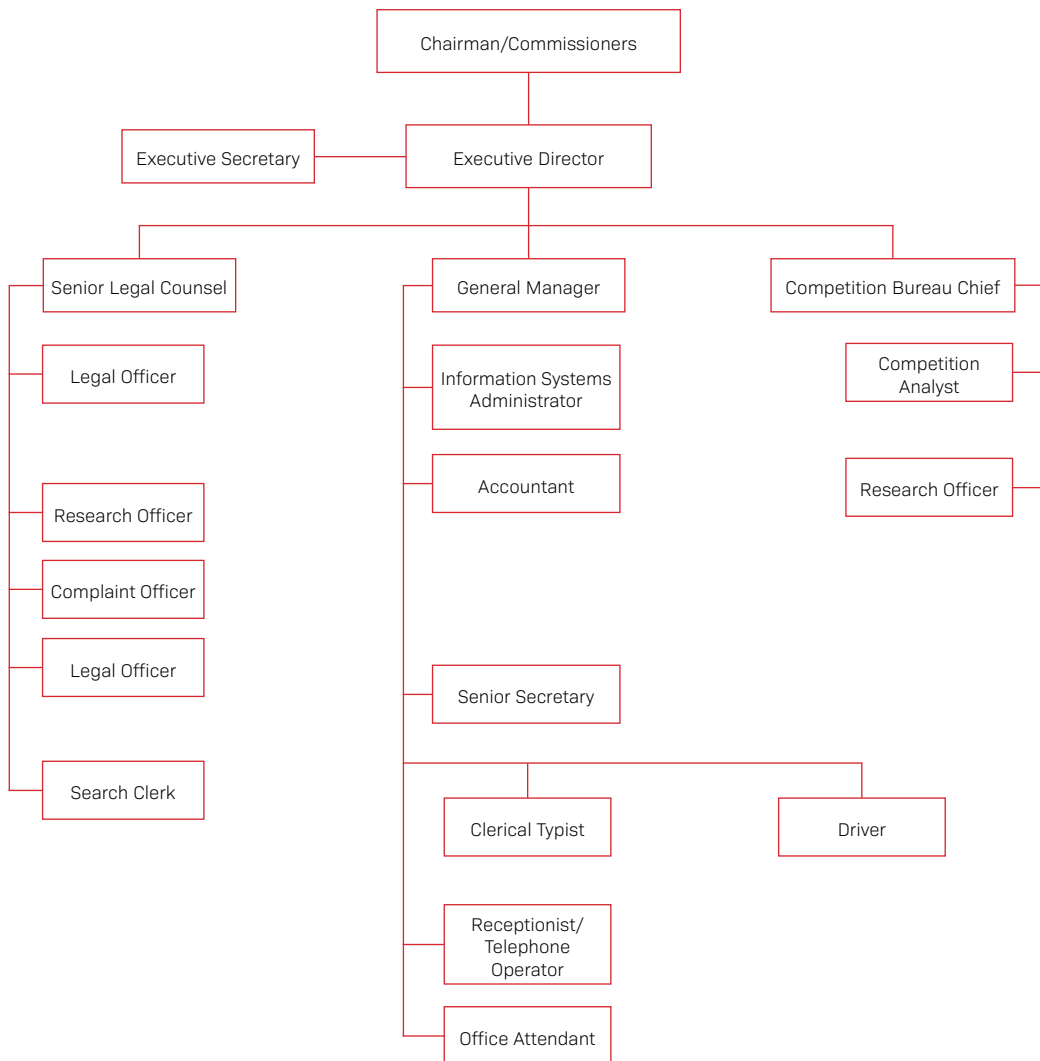 Chairman/Commissioners
Executive Secretary
Executive Director
Senior Legal Counsel
General Manager
Competition Bureau Chief
Legal Officer
Information Systems
Administrator
Competition
Analyst
Accountant
Research Officer
Research Officer
Complaint Officer
Legal Officer
Senior Secretary
Search Clerk
Clerical Typist
Driver
Receptionist/
Telephone
Operator
Office Attendant